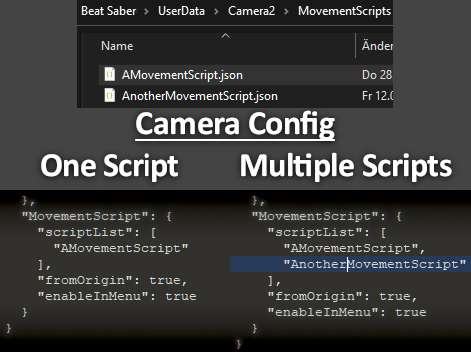 Beat Saber > UserData > Camera2 > MovementScripts
Name Änder
AMovementScript.json Do 28
AnotherMovementScript.json Fr 12.0
Camera Config
One Script Multiple Scripts
},
"MovementScript": {
"scriptList": [
"AMovementScript"
],
"fromOrigin": true,
"enableInMenu": true
}
}
},
"MovementScript": {
"scriptList": [
"AMovementScript",
"AnotherMovementScript"
],
"fromOrigin": true,
"enableInMenu": true
}
}